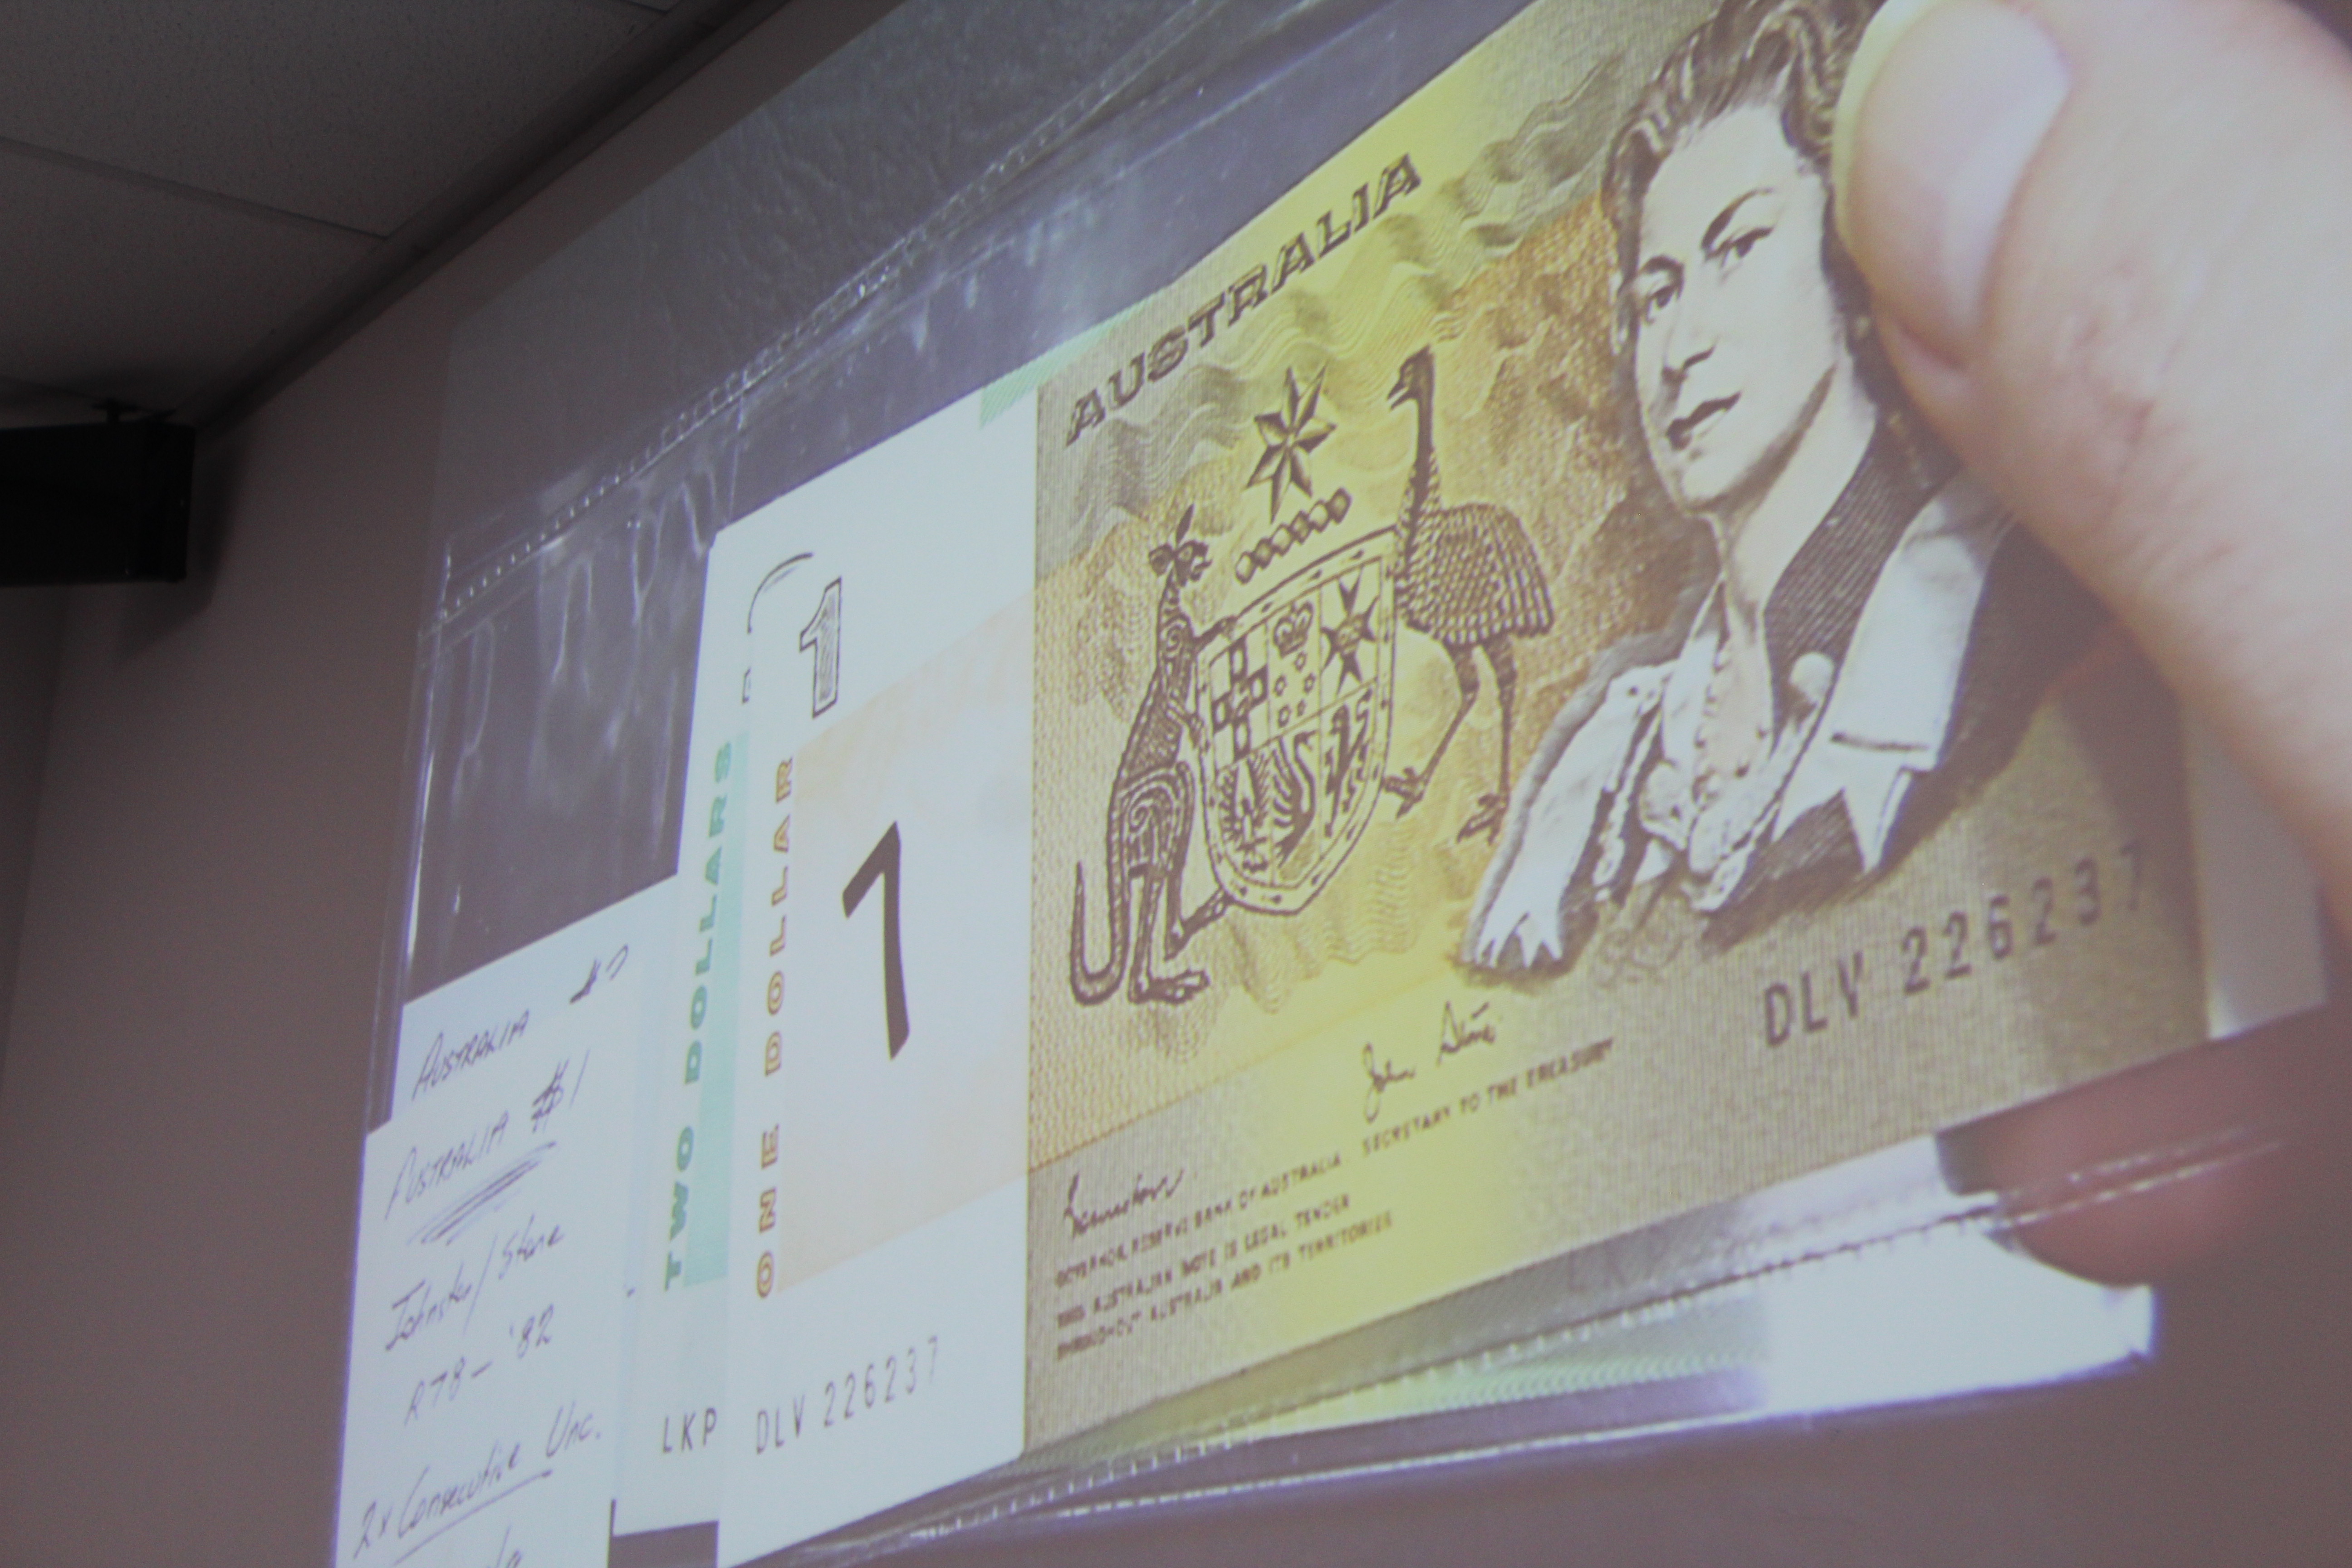 AUSTRALIA
1
TWO DOLLARS
ONE DOLLAR
1
DLV 226237
John Stone
SECRETARY TO THE TREASURY
GOVERNOR, RESERVE BANK OF AUSTRALIA
THIS AUSTRALIAN NOTE IS LEGAL TENDER
THROUGHOUT AUSTRALIA AND ITS TERRITORIES
LKP
DLV 226237
AUSTRALIA
AUSTRALIA $1
Johnston/Stone
R78- '82
2x Consecutive Unc.